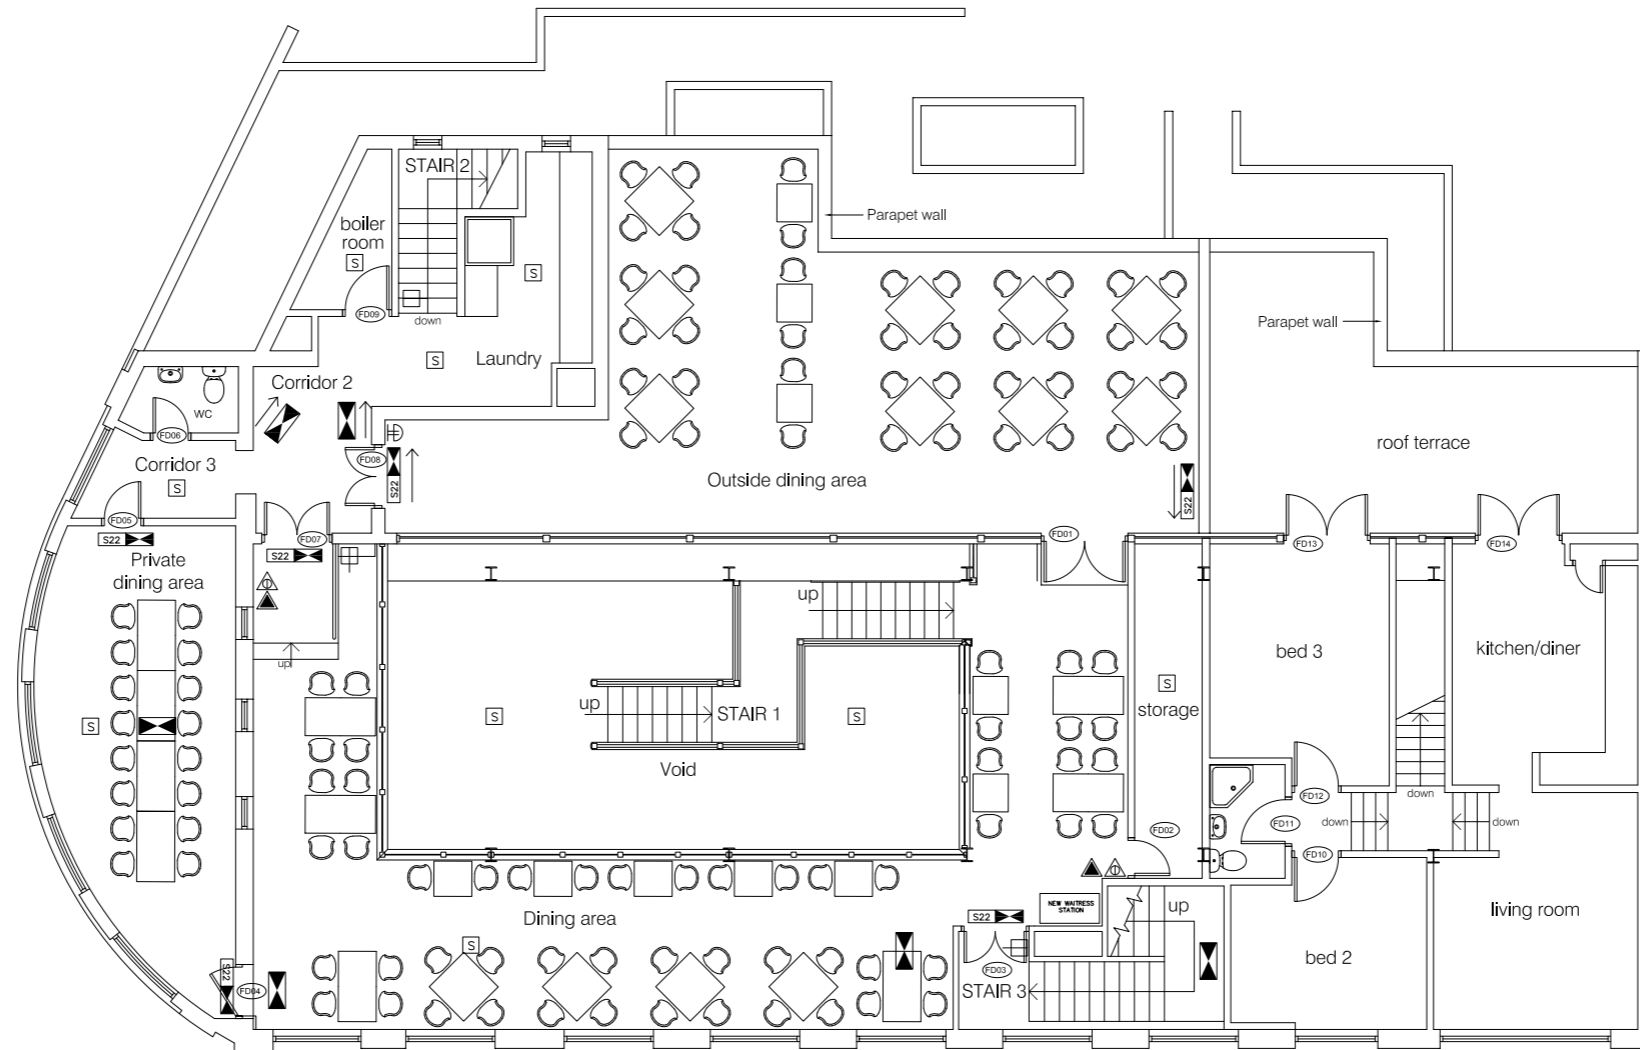 STAIR 2
Parapet wall
boiler
room
S
S
FD09
down
Parapet wall
S
Laundry
Corridor 2
WC
FD06
FD08
roof terrace
Corridor 3
S
S22
Outside dining area
S22
FD05
FD07
FD01
FD13
FD14
S22
S22
Private
dining area
up
up
bed 3
kitchen/diner
S
storage
up
STAIR 1
S
S
S
Void
down
FD12
down
FD11
down
FD02
FD10
NEW WAITRESS
STATION
up
living room
S22
Dining area
S
bed 2
S22
FD04
FD03
STAIR 3